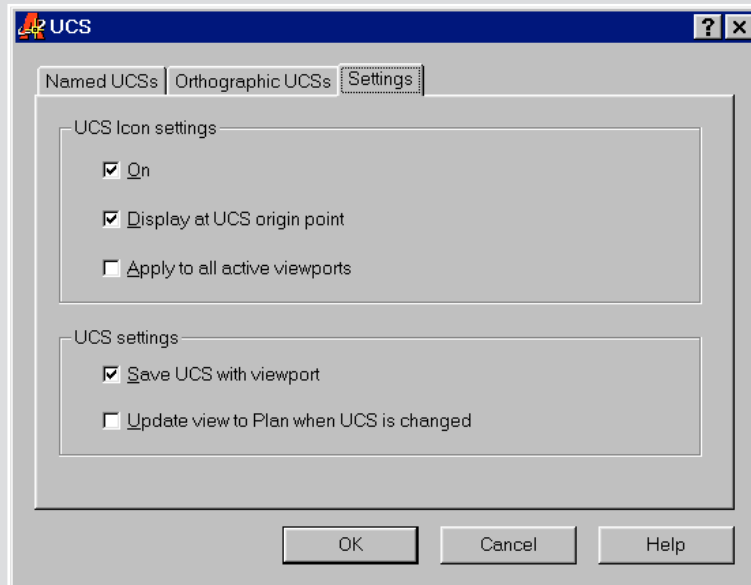 UCS
Named UCSs Orthographic UCSs Settings
UCS Icon settings
On
Display at UCS origin point
Apply to all active viewports
UCS settings
Save UCS with viewport
Update view to Plan when UCS is changed
OK Cancel Help